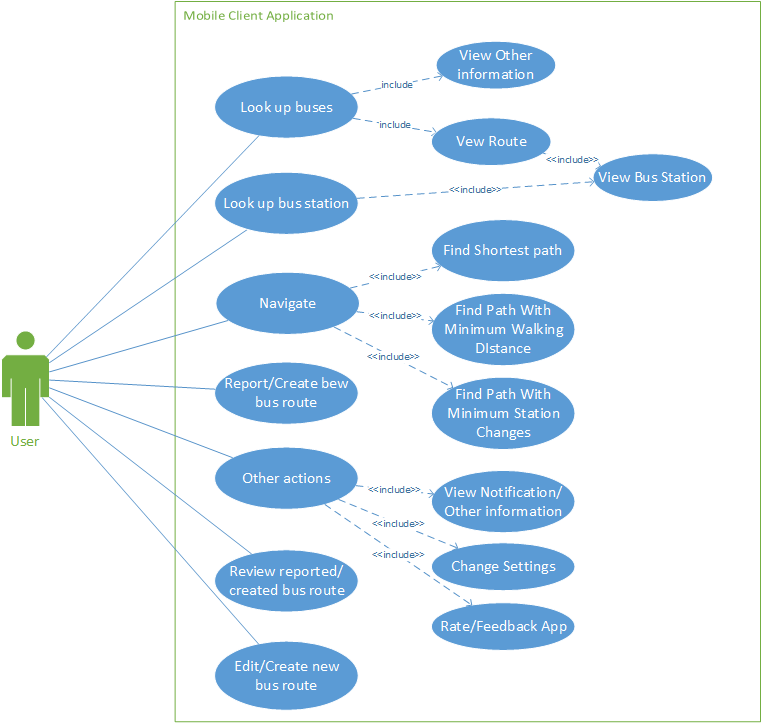 Mobile Client Application
View Other
information
include
Look up buses
include
Vew Route
<<include>>
View Bus Station
<<include>>
Look up bus station
Find Shortest path
<<include>>
Navigate
<<include>>
Find Path With
Minimum Walking
DIstance
<<include>>
Report/Create bew
bus route
Find Path With
Minimum Station
Changes
User
Other actions
<<include>>
View Notification/
Other information
<<include>>
<<include>>
Change Settings
Review reported/
created bus route
Rate/Feedback App
Edit/Create new
bus route